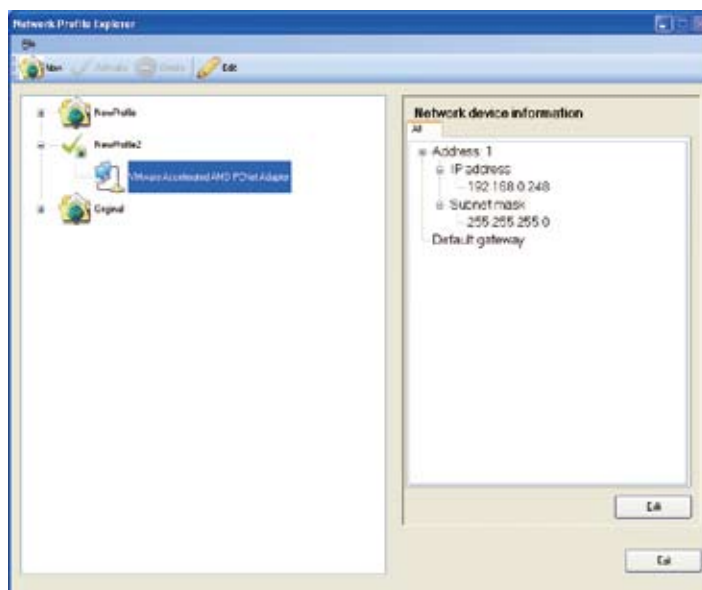 Network Profile Explorer
File
New Activate Delete Edit
NewProfile
NewProfile2
VMware Accelerated AMD PCNet Adapter
Original
Network device information
All
Address: 1
IP address
192.168.0.248
Subnet mask
255.255.255.0
Default gateway
Edit
Exit